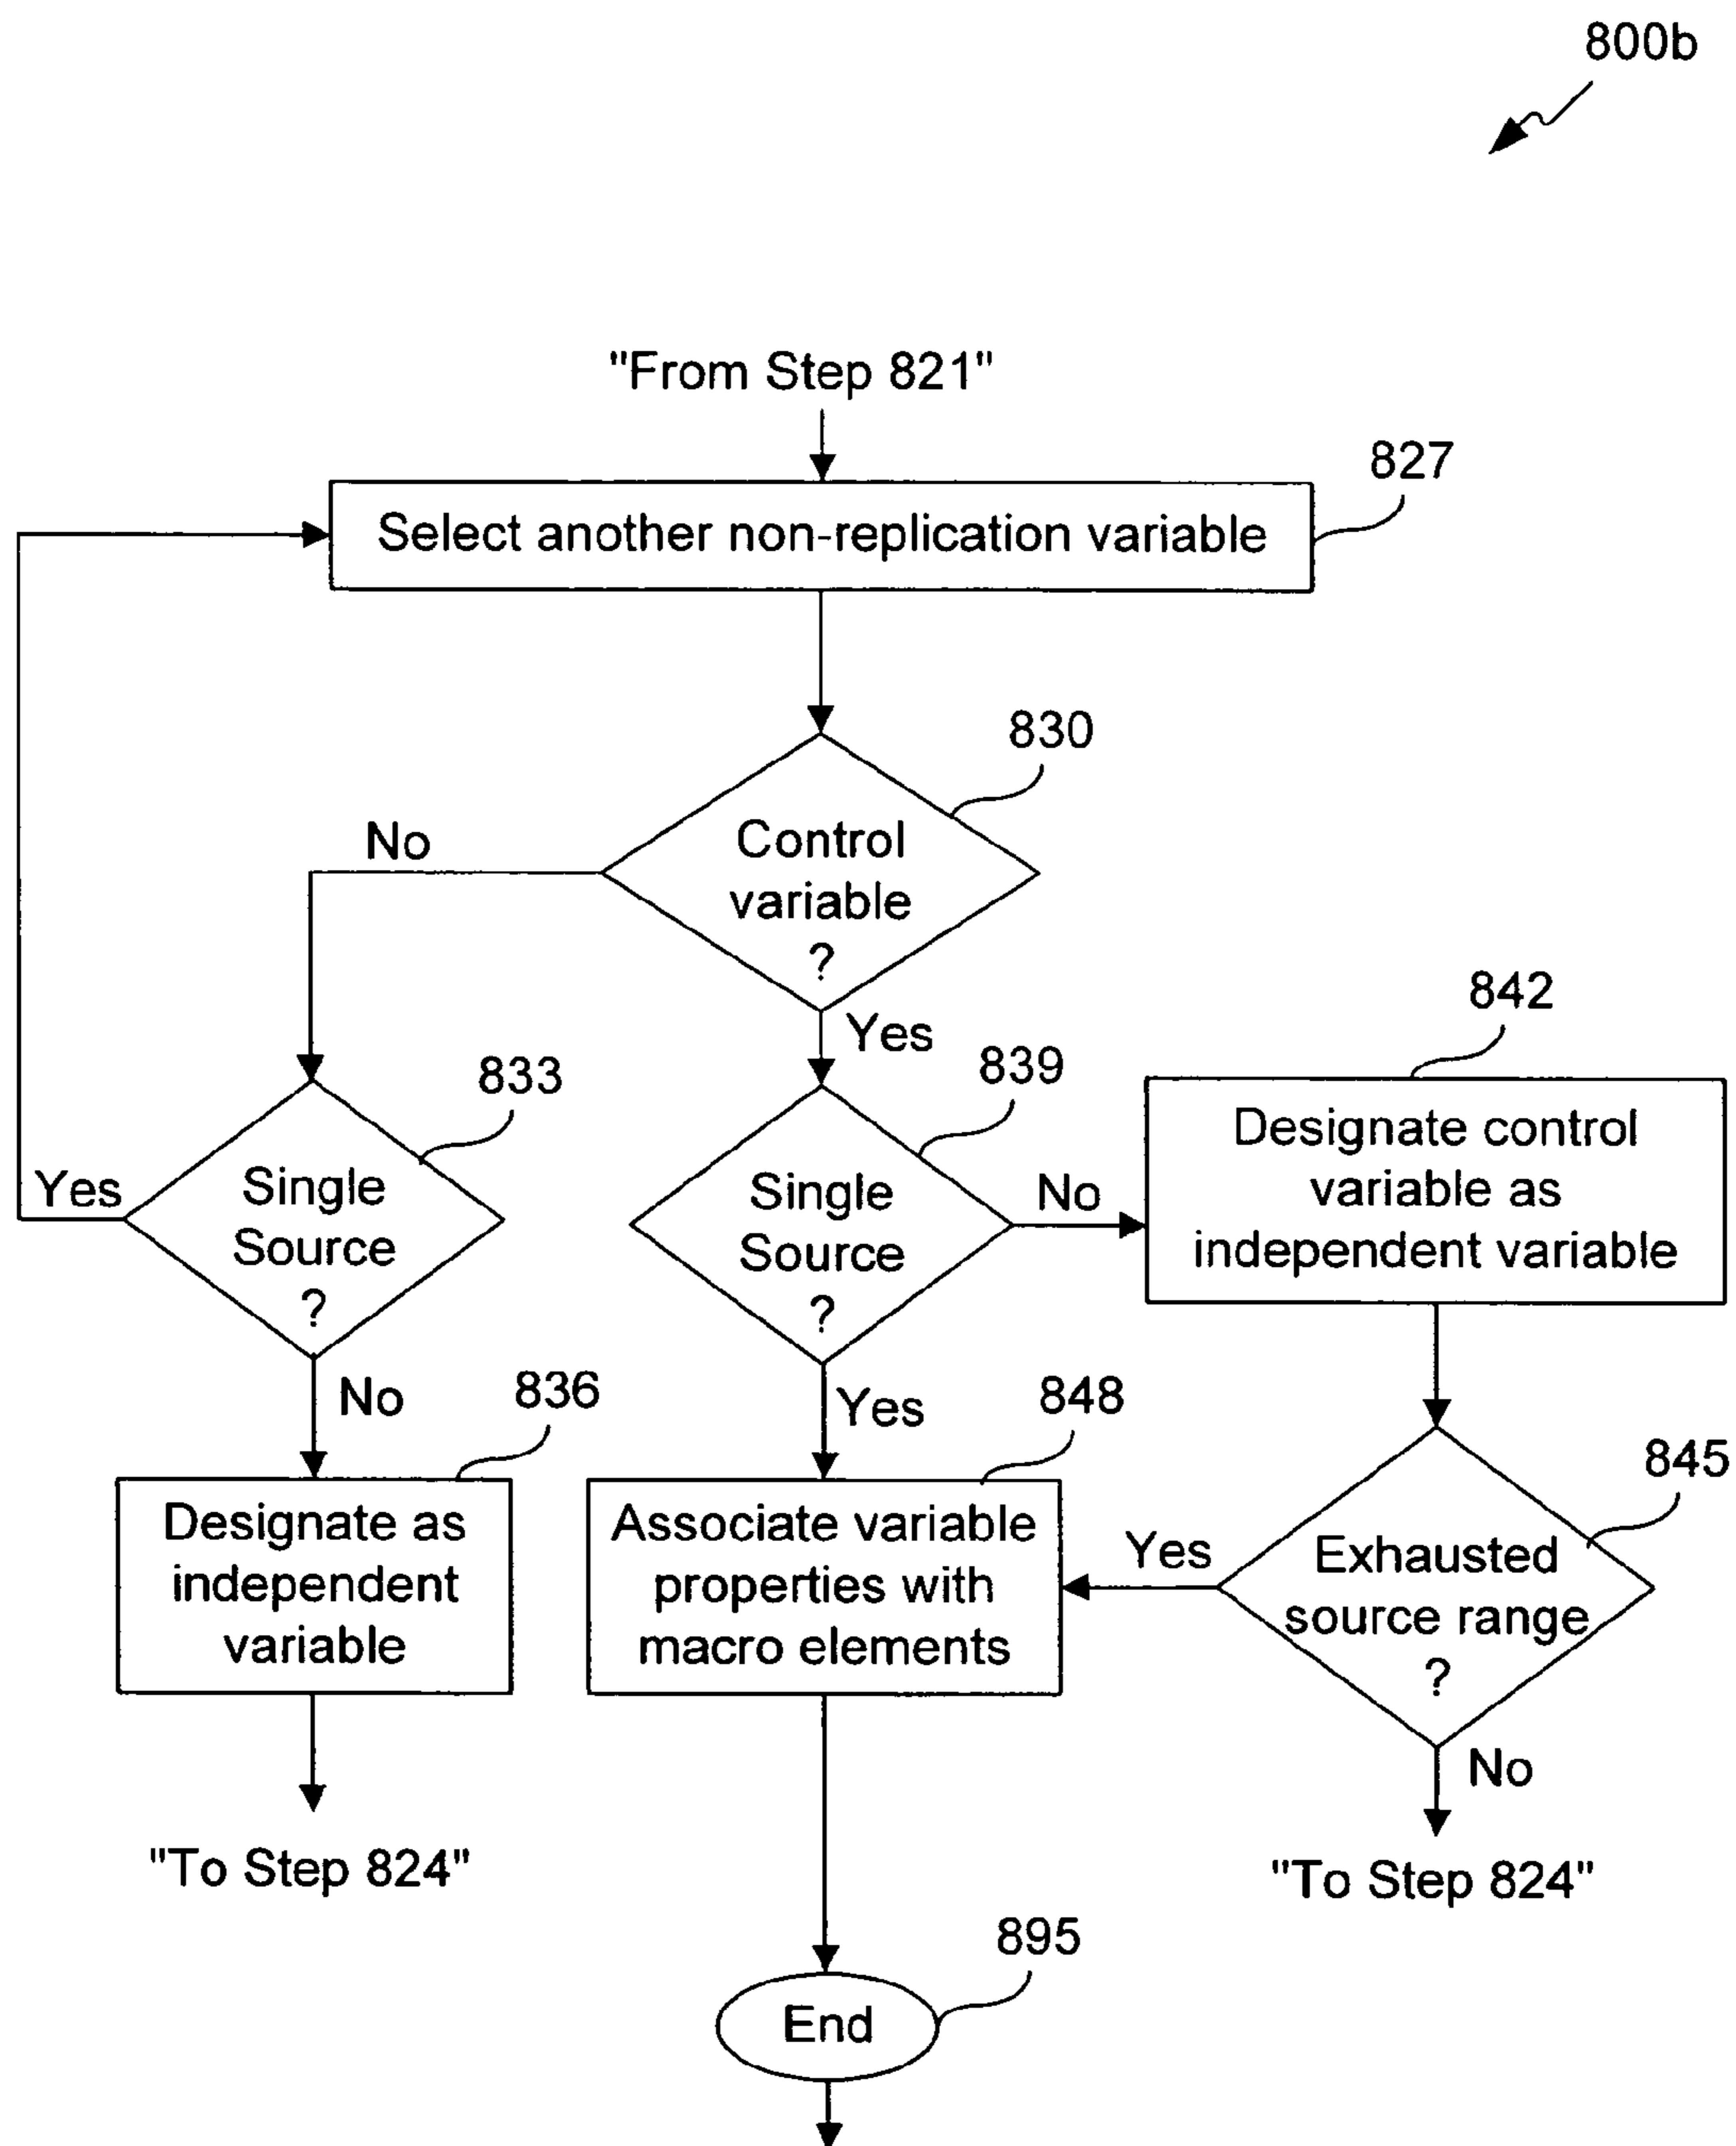 800b
"From Step 821"
827
Select another non-replication variable
830
No
Control
variable
?
Yes
842
833
839
Designate control
variable as
independent variable
Yes
Single
Source
?
Single
Source
?
No
No
836
Yes
848
845
Designate as
independent
variable
Associate variable
properties with
macro elements
Yes
Exhausted
source range
?
No
"To Step 824"
"To Step 824"
895
End